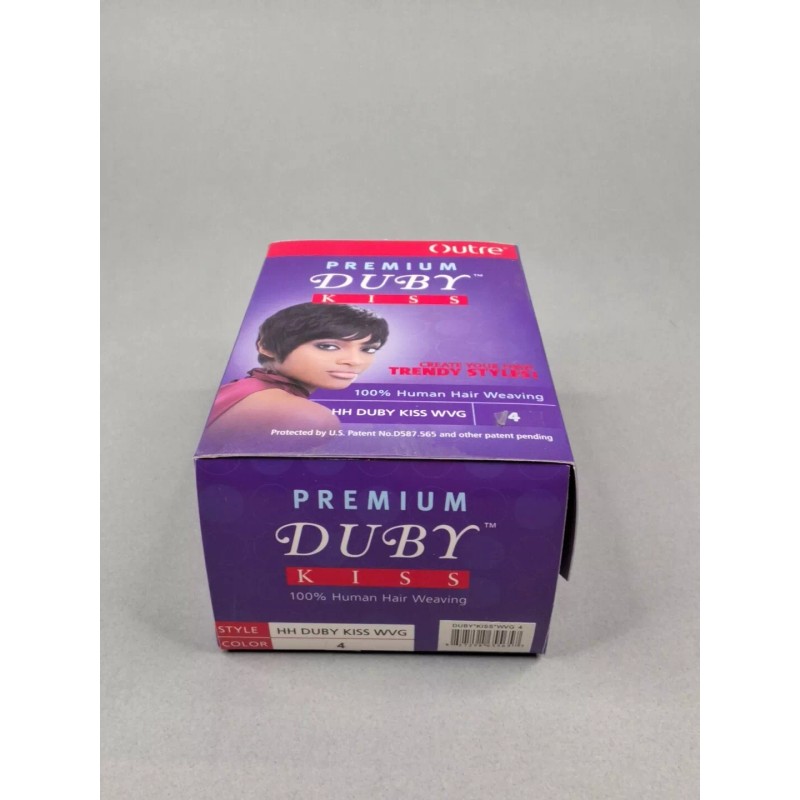 Outre
PREMIUM
DUBY™
KISS
CREATE YOUR OWN
TRENDY STYLES!
100% Human Hair Weaving
HH DUBY KISS WVG 4
Protected by U.S. Patent No.D587.565 and other patent pending
PREMIUM
DUBY™
KISS
100% Human Hair Weaving
STYLE HH DUBY KISS WVG
COLOR 4
DUBY*KISS*WVG 4